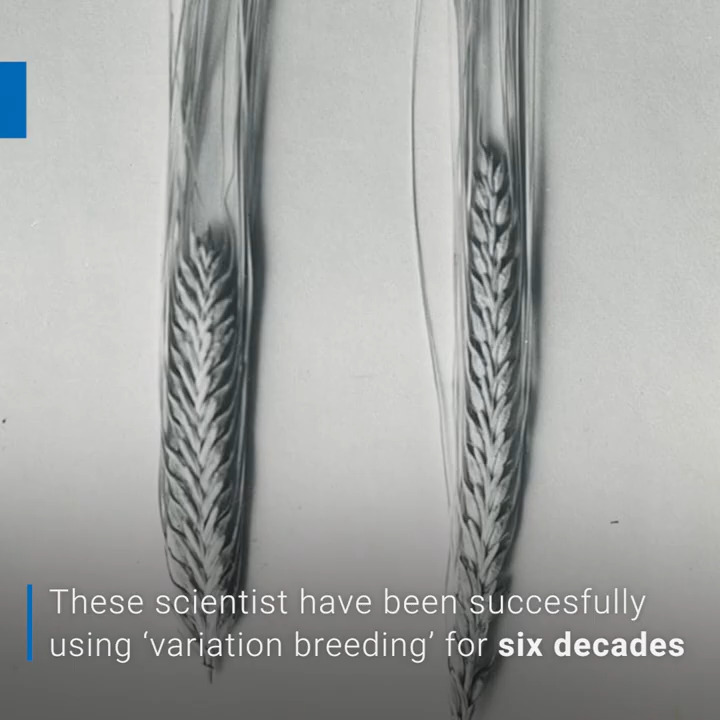 These scientist have been succesfully
using ‘variation breeding’ for six decades